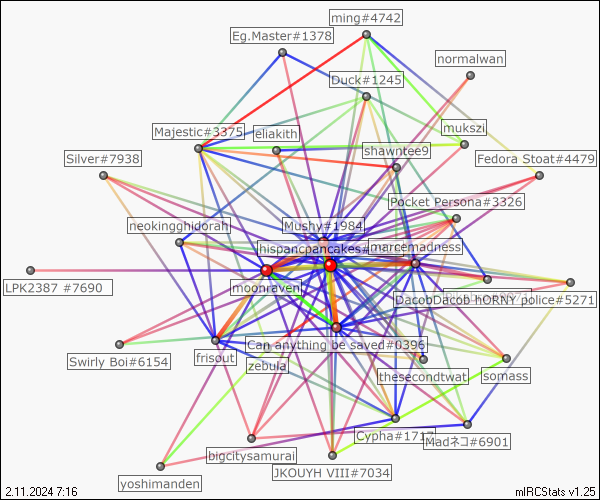 ming#4742
Eg.Master#1378
normalwan
Duck#1245
Majestic#3375
eliakith
mukszi
shawntee9
Silver#7938
Fedora Stoat#4479
Pocket Persona#3326
neokingghidorah
Mushy#1984
hispancpancakes#
marcemadness
LPK2387 #7690
moonraven
DacobDacob hORNY police#5271
Can anything be saved#0396
Swirly Boi#6154
frisout
zebula
thesecondtwat
somass
Cypha#1717
Madネコ#6901
bigcitysamurai
JKOUYH VIII#7034
yoshimanden
2.11.2024 7:16
mIRCStats v1.25